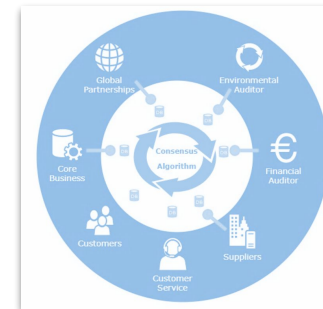 Global
Partnerships
Environmental
Auditor
Consensus
Algorithm
Core
Business
€
Financial
Auditor
Customers
Suppliers
Customer
Service